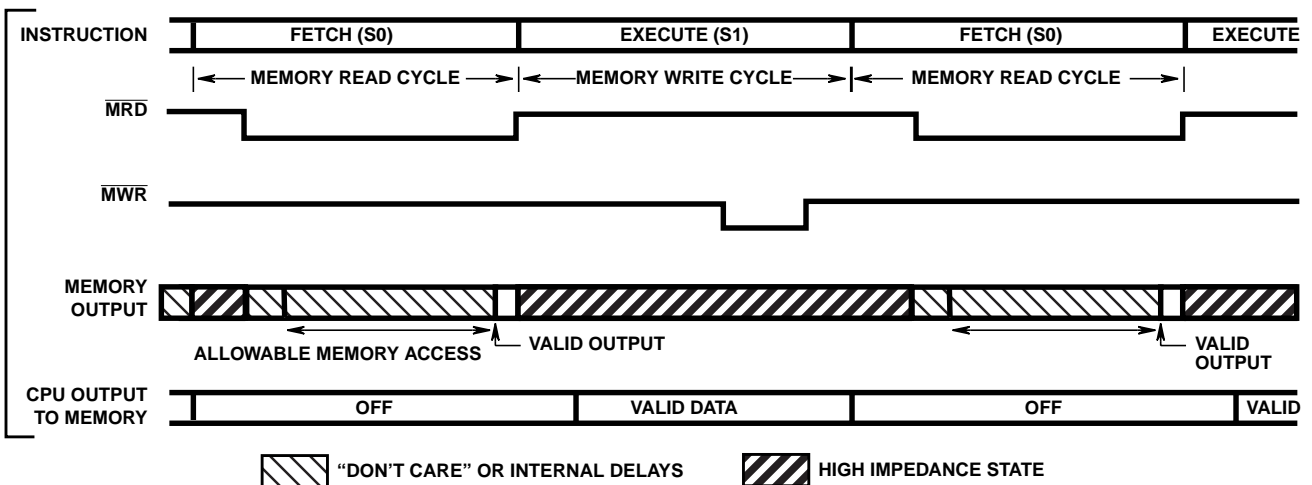 INSTRUCTION FETCH (S0) EXECUTE (S1) FETCH (S0) EXECUTE
MEMORY READ CYCLE MEMORY WRITE CYCLE MEMORY READ CYCLE
MRD
MWR
MEMORY
OUTPUT
ALLOWABLE MEMORY ACCESS
VALID OUTPUT
VALID
OUTPUT
CPU OUTPUT
TO MEMORY
OFF VALID DATA OFF VALID
“DON'T CARE” OR INTERNAL DELAYS HIGH IMPEDANCE STATE